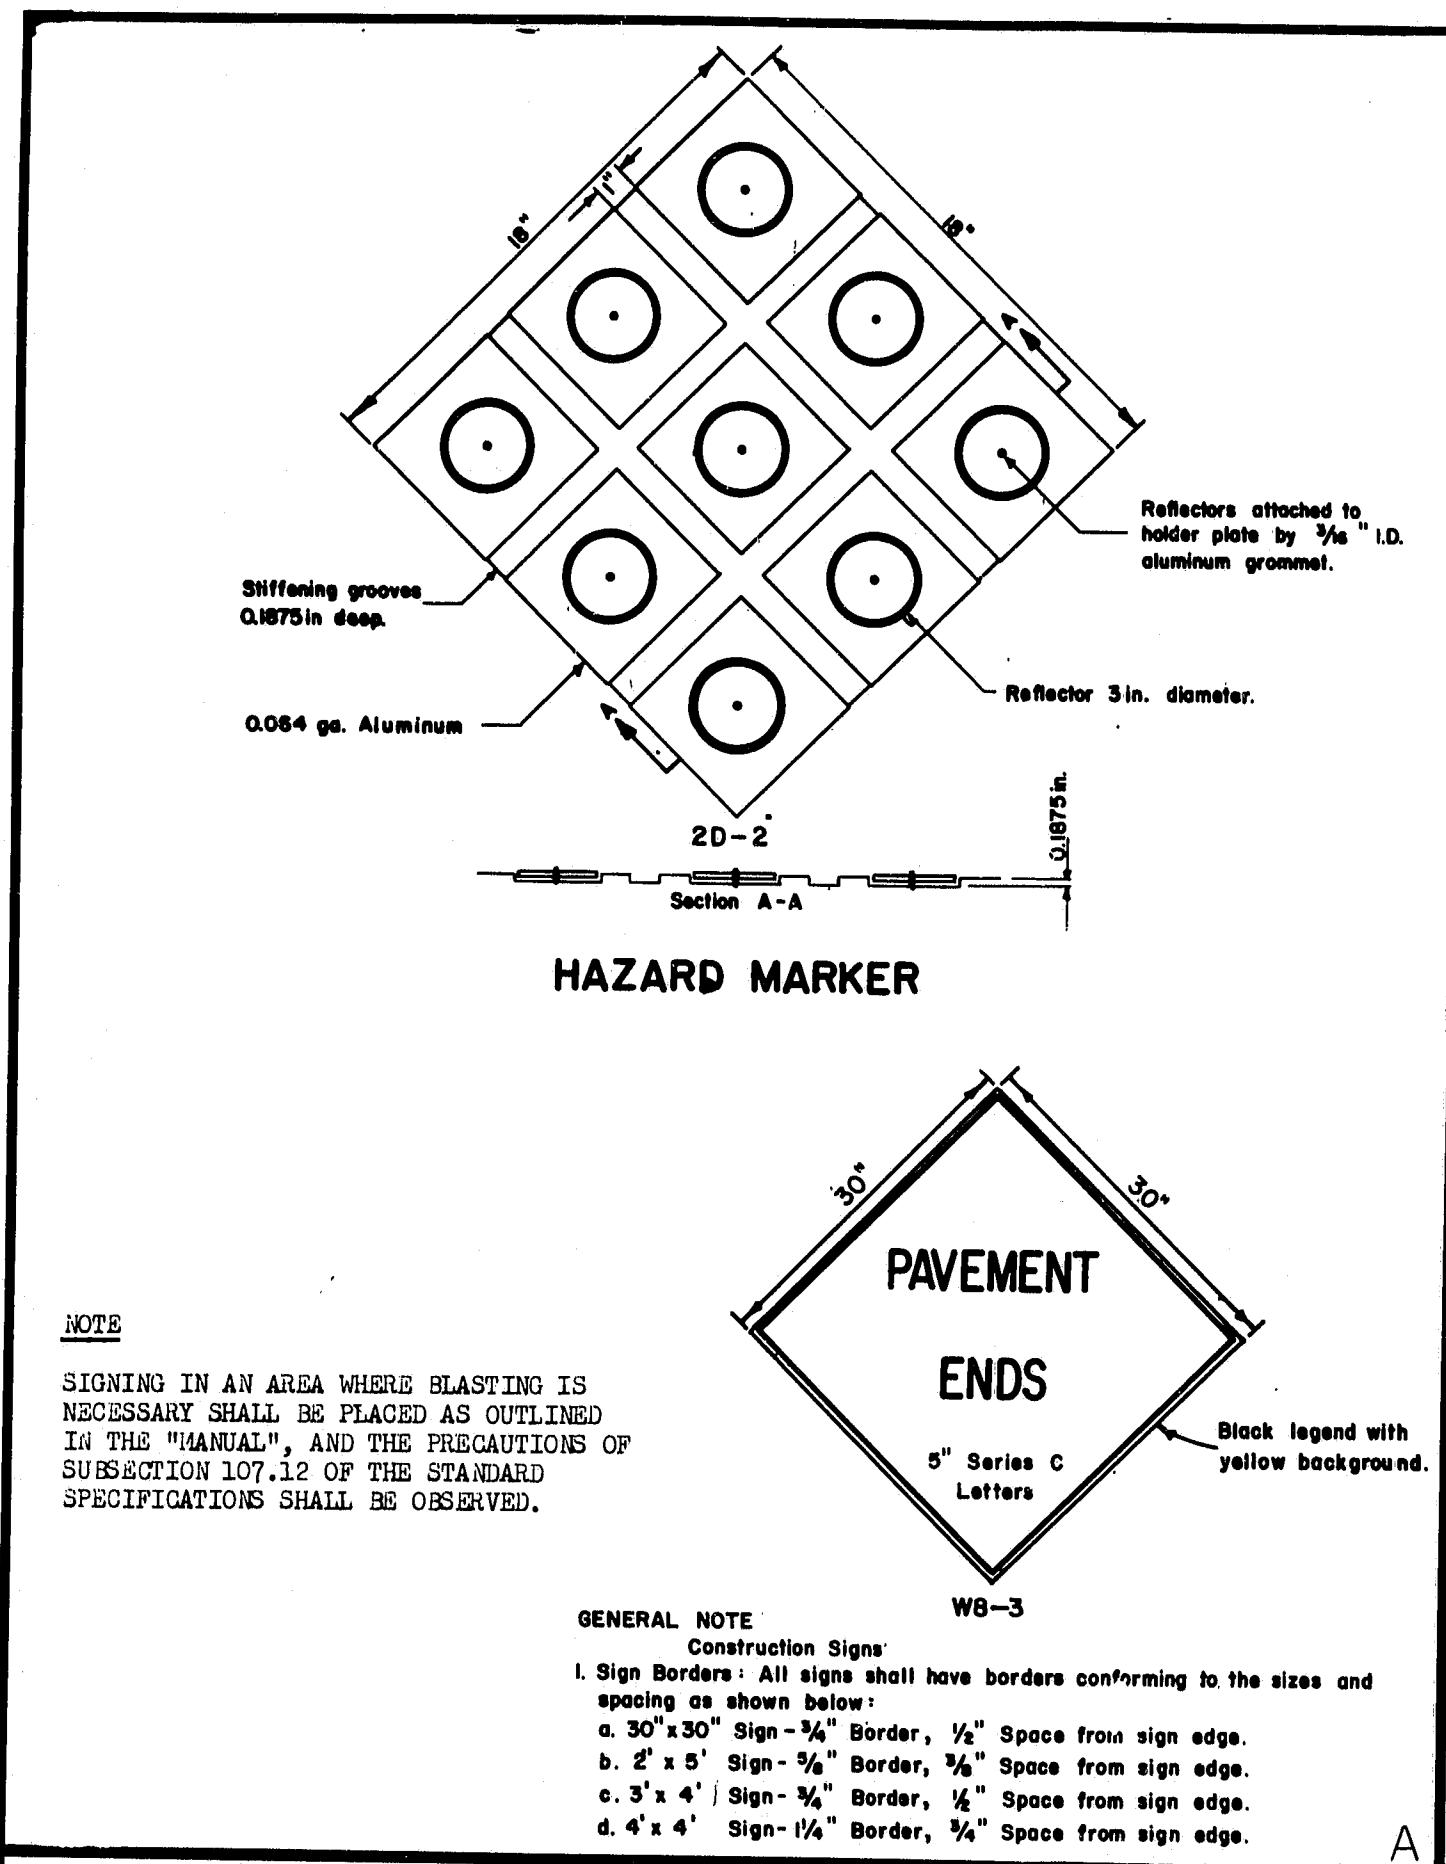 18"
1"
18"
A
Reflectors attached to
holder plate by 3/16" I.D.
aluminum grommet.
Stiffening grooves
0.1875in deep.
Reflector 3in. diameter.
0.064 ga. Aluminum
A
2D-2
0.1875in.
Section A-A
HAZARD MARKER
30"
30"
PAVEMENT
ENDS
5" Series C
Letters
Black legend with
yellow background.
W8-3
NOTE
SIGNING IN AN AREA WHERE BLASTING IS
NECESSARY SHALL BE PLACED AS OUTLINED
IN THE "MANUAL", AND THE PRECAUTIONS OF
SUBSECTION 107.12 OF THE STANDARD
SPECIFICATIONS SHALL BE OBSERVED.
GENERAL NOTE
Construction Signs
1. Sign Borders: All signs shall have borders conforming to the sizes and
spacing as shown below:
a. 30"x30" Sign - 3/4" Border, 1/2" Space from sign edge.
b. 2' x 5' Sign - 5/8" Border, 3/8" Space from sign edge.
c. 3' x 4' Sign - 3/4" Border, 1/2" Space from sign edge.
d. 4' x 4' Sign - 1 1/4" Border, 3/4" Space from sign edge.
A